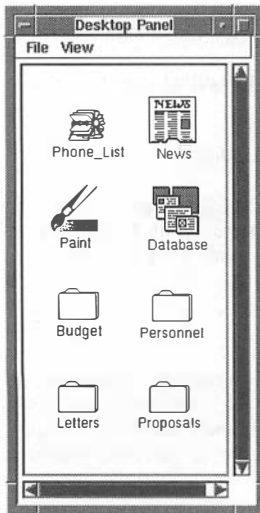 Desktop Panel
File View
NEWS
Phone_List News
Paint Database
Budget Personnel
Letters Proposals